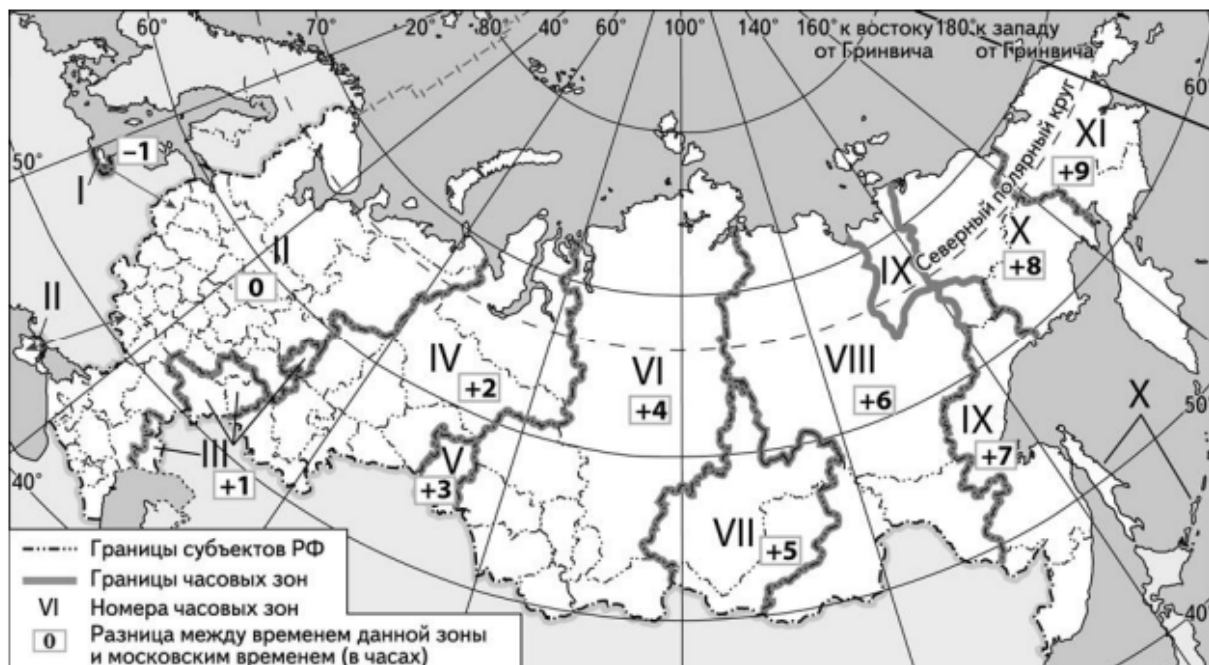 60° 70° 80° 20° 80° 100° 140° 160° к востоку 180° к западу
от Гринвича от Гринвича
60°
50°
–1
I
Северный полярный круг
XI
+9
II
0
IX
X
+8
II
IV
+2
VI
+4
VIII
+6
X
50°
IX
+7
V
+3
III
+1
40°
VII
+5
40°
Границы субъектов РФ
Границы часовых зон
VI Номера часовых зон
0 Разница между временем данной зоны
и московским временем (в часах)